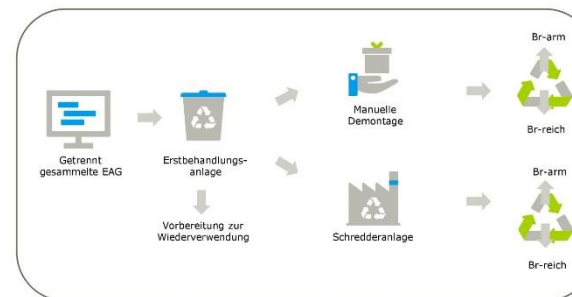 Getrennt
gesammelte EAG
Erstbehandlungs-
anlage
Vorbereitung zur
Wiederverwendung
Manuelle
Demontage
Schredderanlage
Br-arm
Br-reich
Br-arm
Br-reich